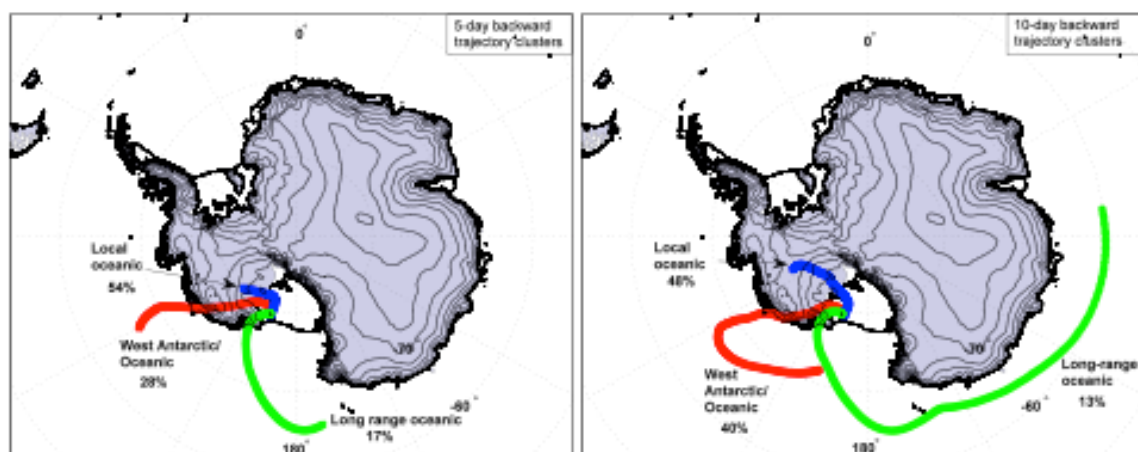 5-day backward
trajectory clusters
0°
Local
oceanic
54%
West Antarctic/
Oceanic
28%
Long range oceanic
17%
180°
-60°
-70
10-day backward
trajectory clusters
0°
Local
oceanic
48%
West
Antarctic/
Oceanic
40%
Long-range
oceanic
13%
180°
-60°
-70